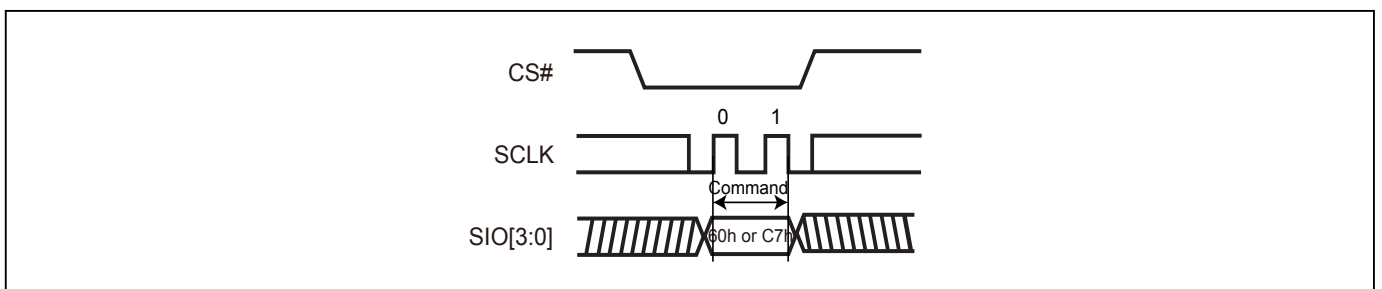 CS#
0 1
SCLK
Command
SIO[3:0]
60h or C7h